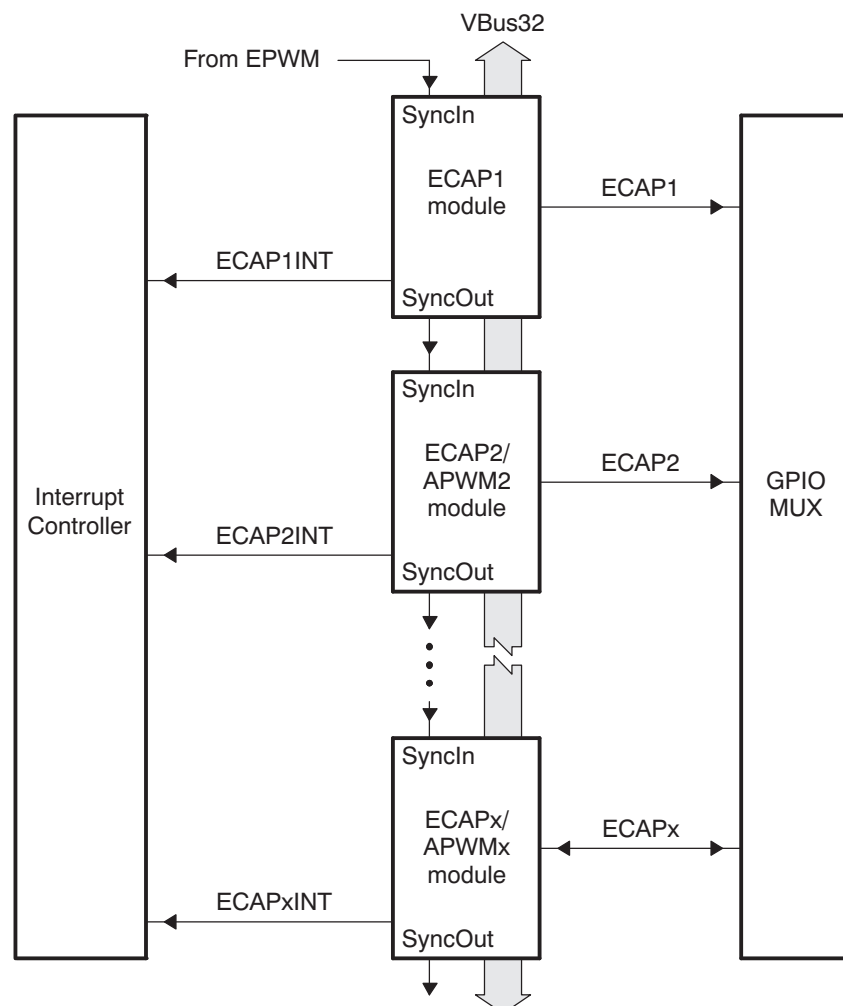 VBus32
From EPWM
SyncIn
ECAP1
module
ECAP1
ECAP1INT
SyncOut
SyncIn
ECAP2/
APWM2
module
ECAP2
Interrupt
Controller
GPIO
MUX
ECAP2INT
SyncOut
SyncIn
ECAPx/
APWMx
module
ECAPx
ECAPxINT
SyncOut